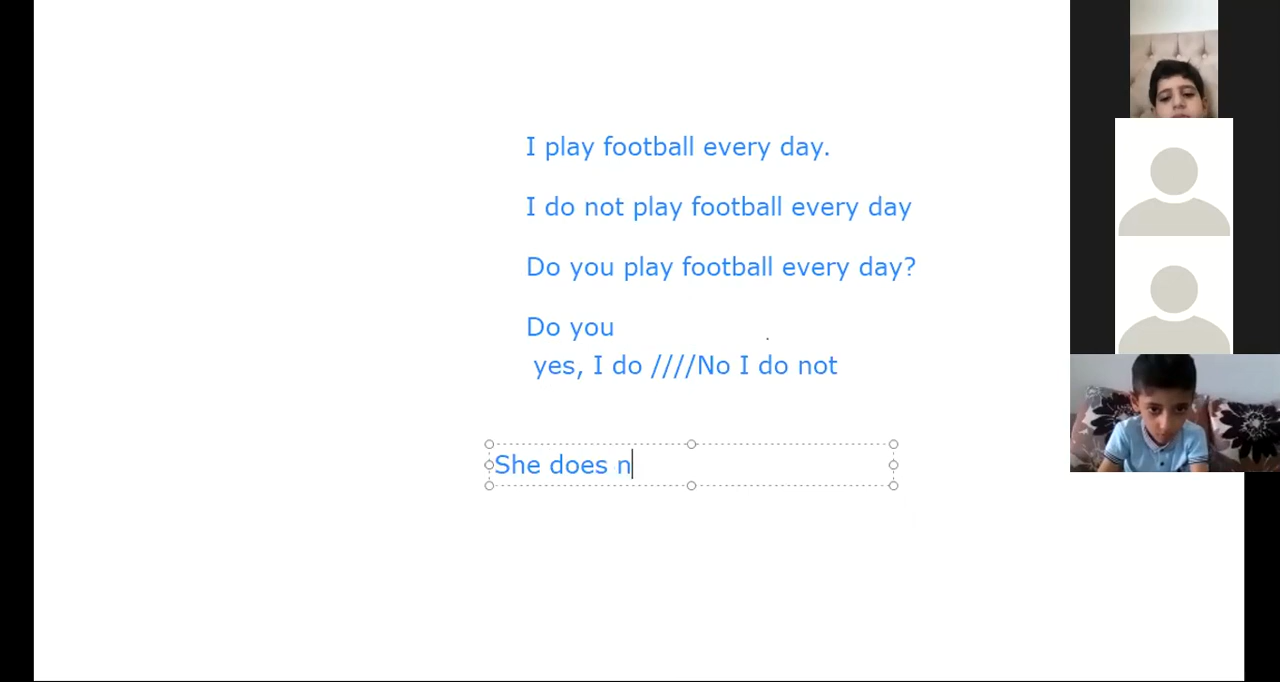 I play football every day.
I do not play football every day
Do you play football every day?
Do you
yes, I do ////No I do not
She does n